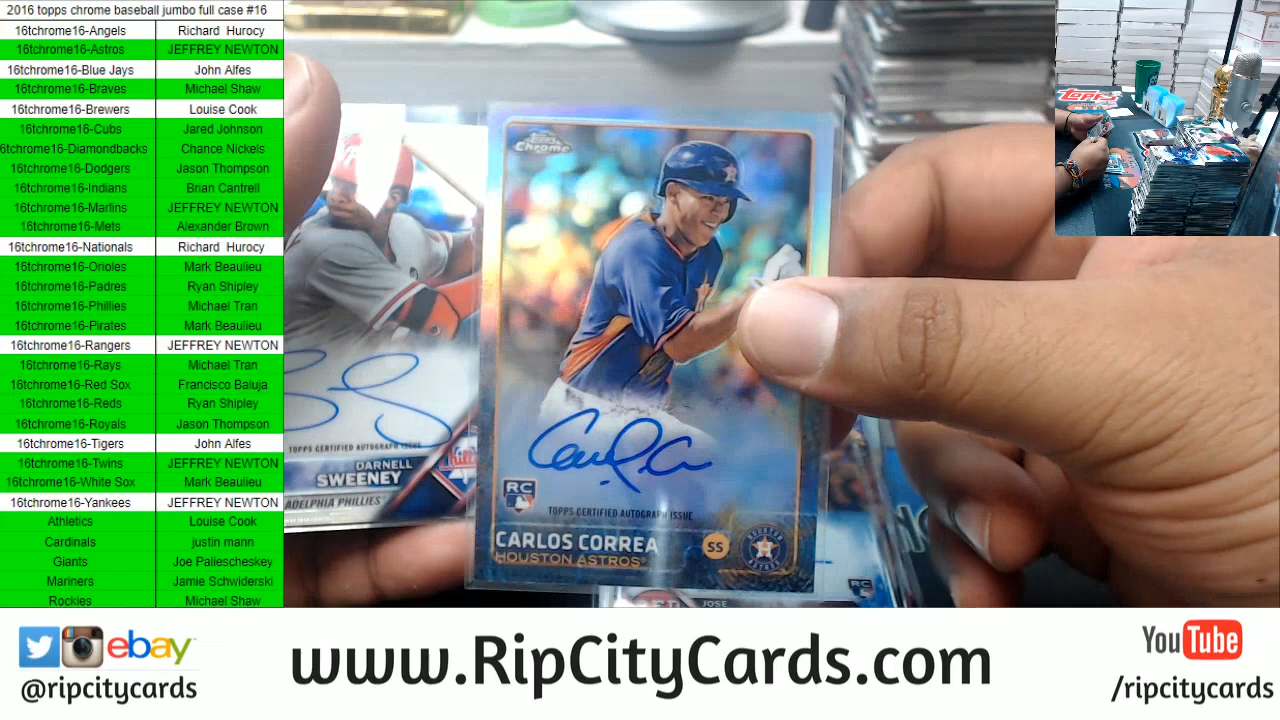 2016 topps chrome baseball jumbo full case #16
16tchrome16-Angels Richard Hurocy
16tchrome16-Astros JEFFREY NEWTON
16tchrome16-Blue Jays John Alfes
16tchrome16-Braves Michael Shaw
16tchrome16-Brewers Louise Cook
16tchrome16-Cubs Jared Johnson
6tchrome16-Diamondbacks Chance Nickels
16tchrome16-Dodgers Jason Thompson
16tchrome16-Indians Brian Cantrell
16tchrome16-Marlins JEFFREY NEWTON
16tchrome16-Mets Alexander Brown
16tchrome16-Nationals Richard Hurocy
16tchrome16-Orioles Mark Beaulieu
16tchrome16-Padres Ryan Shipley
16tchrome16-Phillies Michael Tran
16tchrome16-Pirates Mark Beaulieu
16tchrome16-Rangers JEFFREY NEWTON
16tchrome16-Rays Michael Tran
16tchrome16-Red Sox Francisco Baluja
16tchrome16-Reds Ryan Shipley
16tchrome16-Royals Jason Thompson
16tchrome16-Tigers John Alfes
16tchrome16-Twins JEFFREY NEWTON
16tchrome16-White Sox Mark Beaulieu
16tchrome16-Yankees JEFFREY NEWTON
Athletics Louise Cook
Cardinals justin mann
Giants Joe Paliescheskey
Mariners Jamie Schwiderski
Rockies Michael Shaw
Topps
Topps
Chrome
TOPPS CERTIFIED AUTOGRAPH ISSUE
DARNELL
SWEENEY
ADELPHIA PHILLIES
RC
TOPPS CERTIFIED AUTOGRAPH ISSUE
CARLOS CORREA
SS
HOUSTON ASTROS
HOUSTON
ASTROS
RC
JOSE
ebay
@ripcitycards
www.RipCityCards.com
YouTube
/ripcitycards